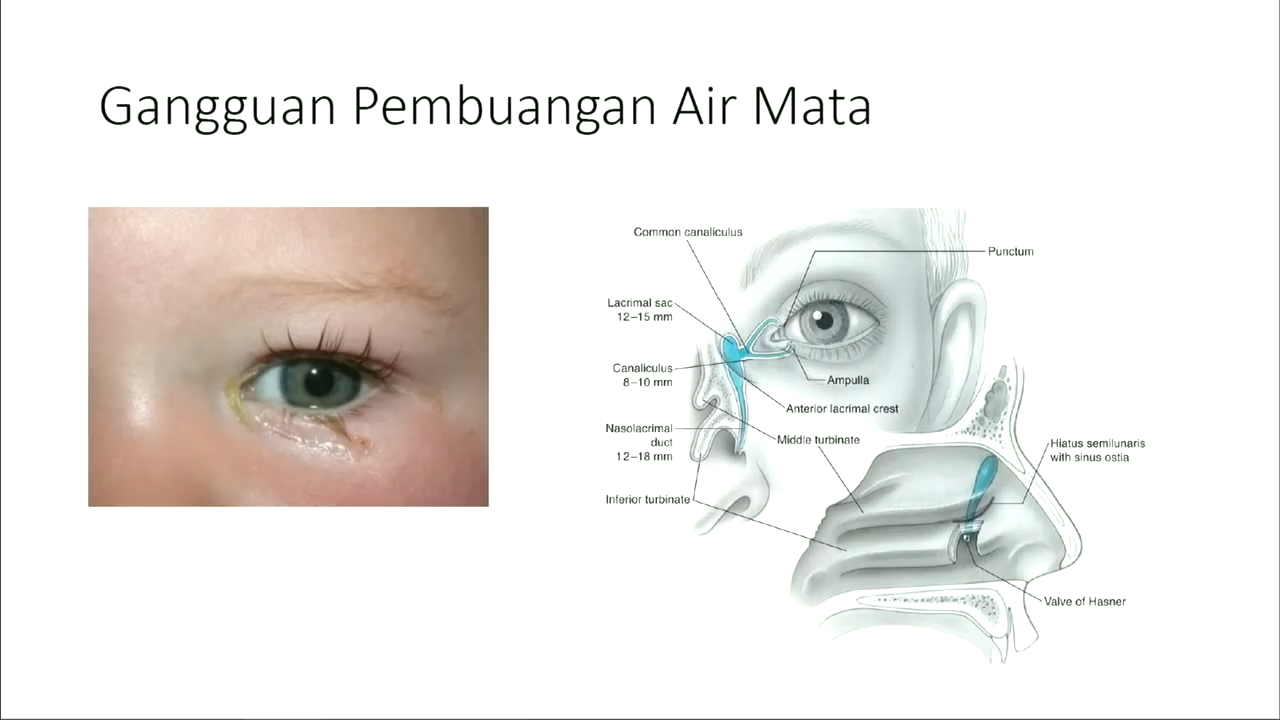 Gangguan Pembuangan Air Mata
Common canaliculus
Punctum
Lacrimal sac
12–15 mm
Canaliculus
8–10 mm
Ampulla
Anterior lacrimal crest
Nasolacrimal
duct
12–18 mm
Middle turbinate
Hiatus semilunaris
with sinus ostia
Inferior turbinate
Valve of Hasner